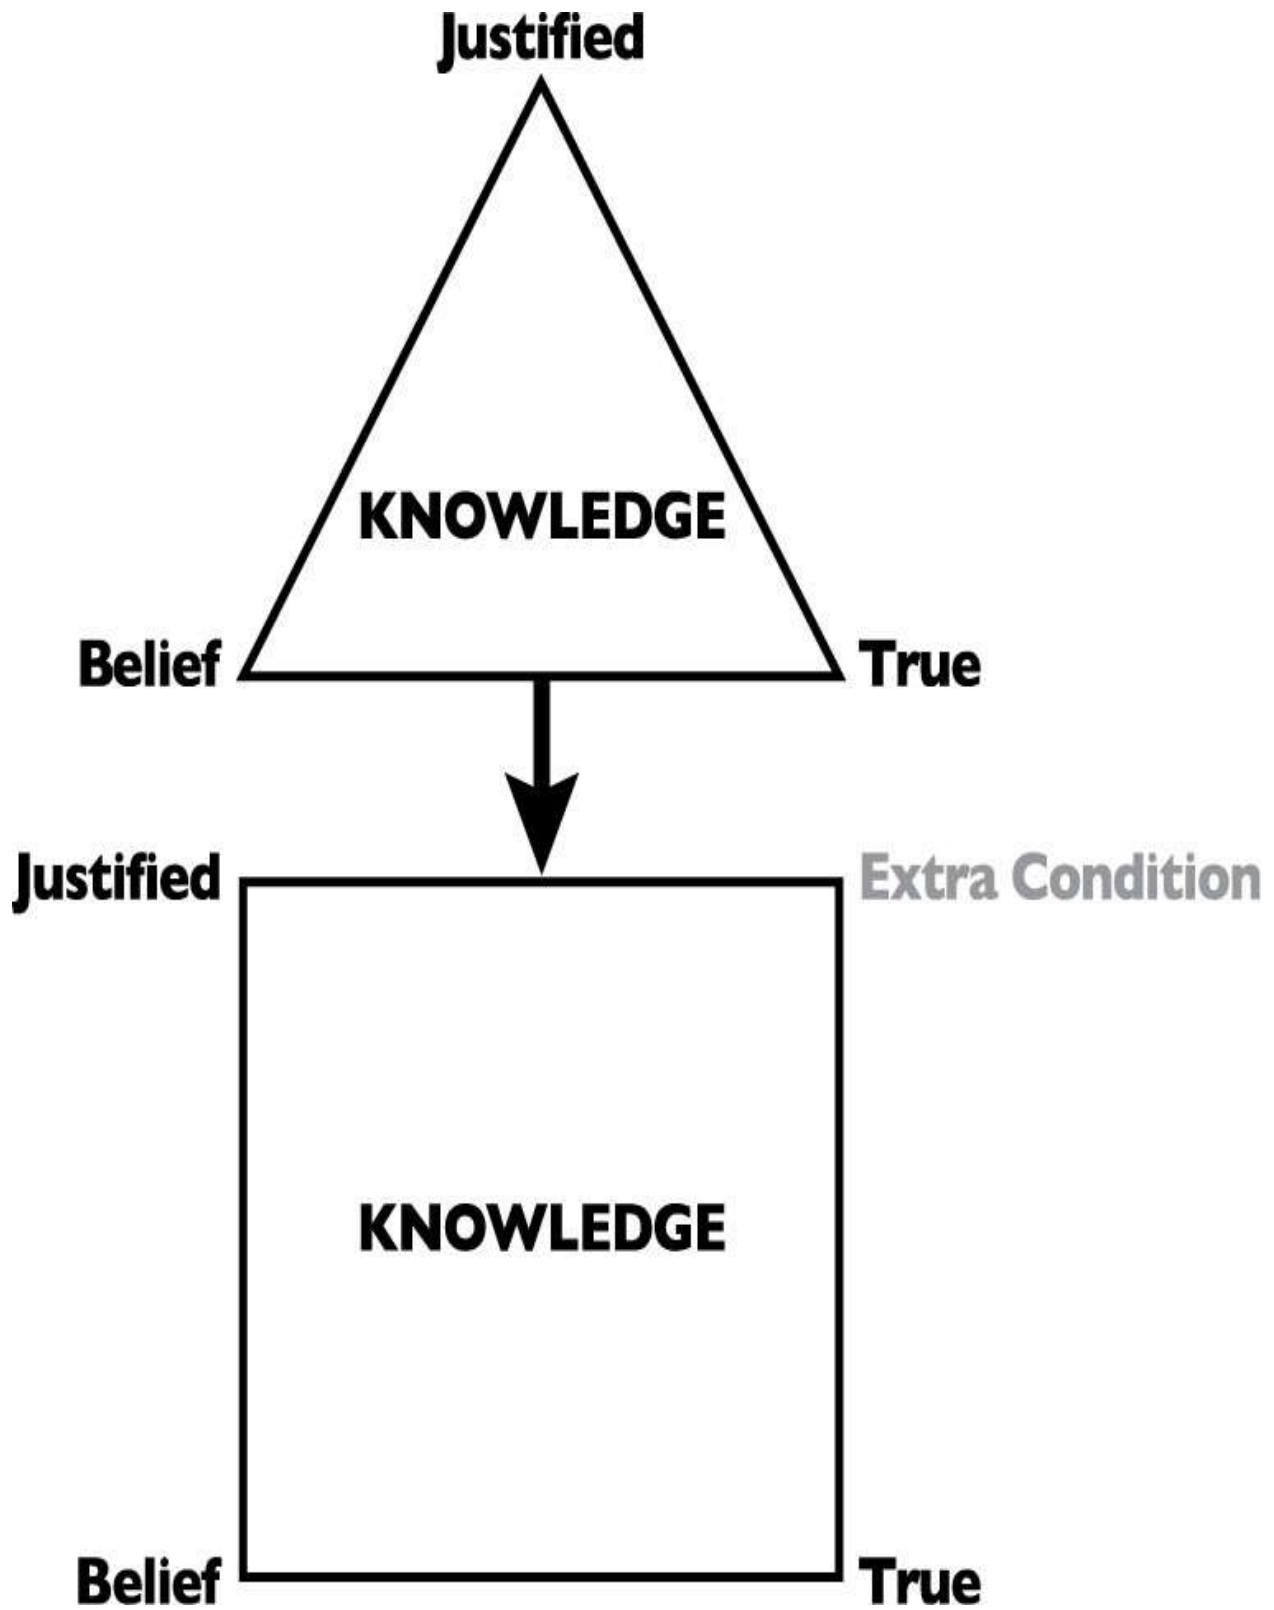 Justified
KNOWLEDGE
Belief
True
Justified
Extra Condition
KNOWLEDGE
Belief
True